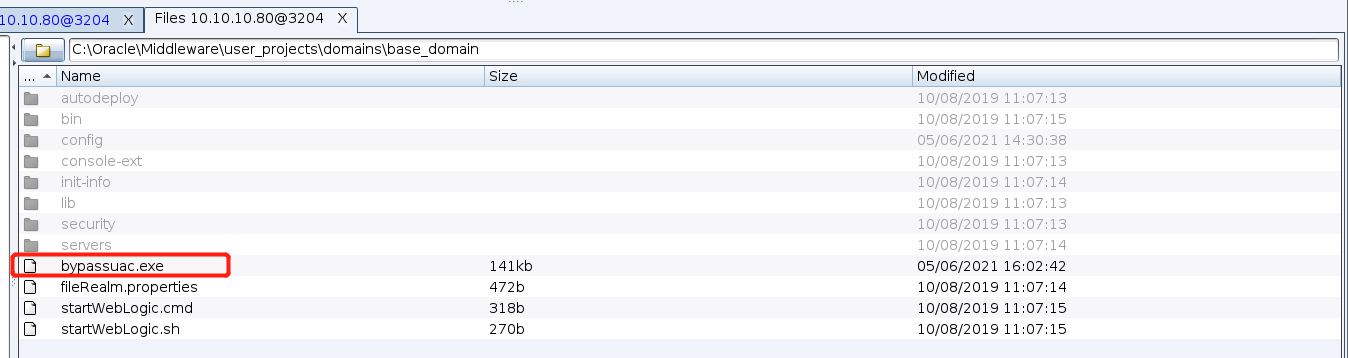 10.10.80@3204 X Files 10.10.10.80@3204 X
C:\Oracle\Middleware\user_projects\domains\base_domain
... Name Size Modified
autodeploy 10/08/2019 11:07:13
bin 10/08/2019 11:07:15
config 05/06/2021 14:30:38
console-ext 10/08/2019 11:07:13
init-info 10/08/2019 11:07:14
lib 10/08/2019 11:07:13
security 10/08/2019 11:07:13
servers 10/08/2019 11:07:14
bypassuac.exe 141kb 05/06/2021 16:02:42
fileRealm.properties 472b 10/08/2019 11:07:14
startWebLogic.cmd 318b 10/08/2019 11:07:15
startWebLogic.sh 270b 10/08/2019 11:07:15